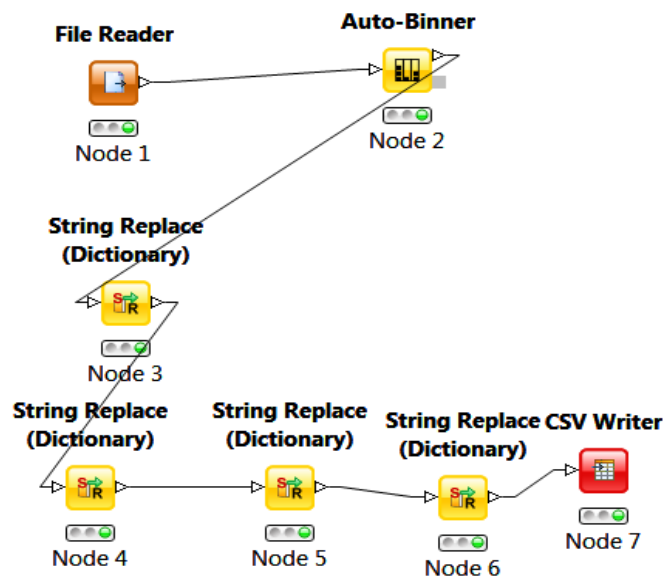 File Reader
Node 1
Auto-Binner
Node 2
String Replace
(Dictionary)
S
R
Node 3
String Replace
(Dictionary)
S
R
Node 4
String Replace
(Dictionary)
S
R
Node 5
String Replace
(Dictionary)
S
R
Node 6
CSV Writer
Node 7